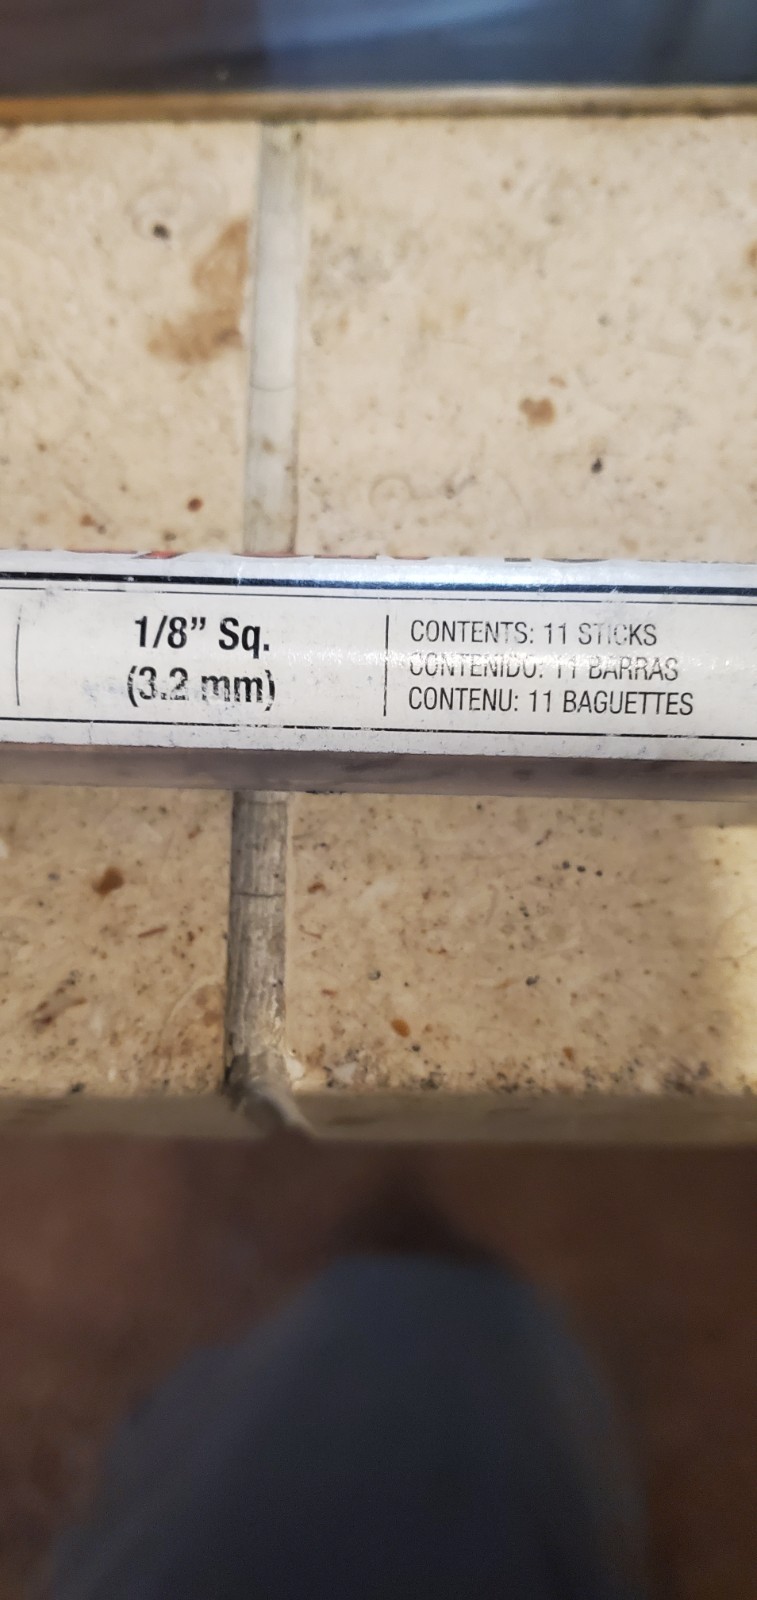 1/8” Sq.
(3.2 mm)
CONTENTS: 11 STICKS
CONTENIDO: 11 BARRAS
CONTENU: 11 BAGUETTES